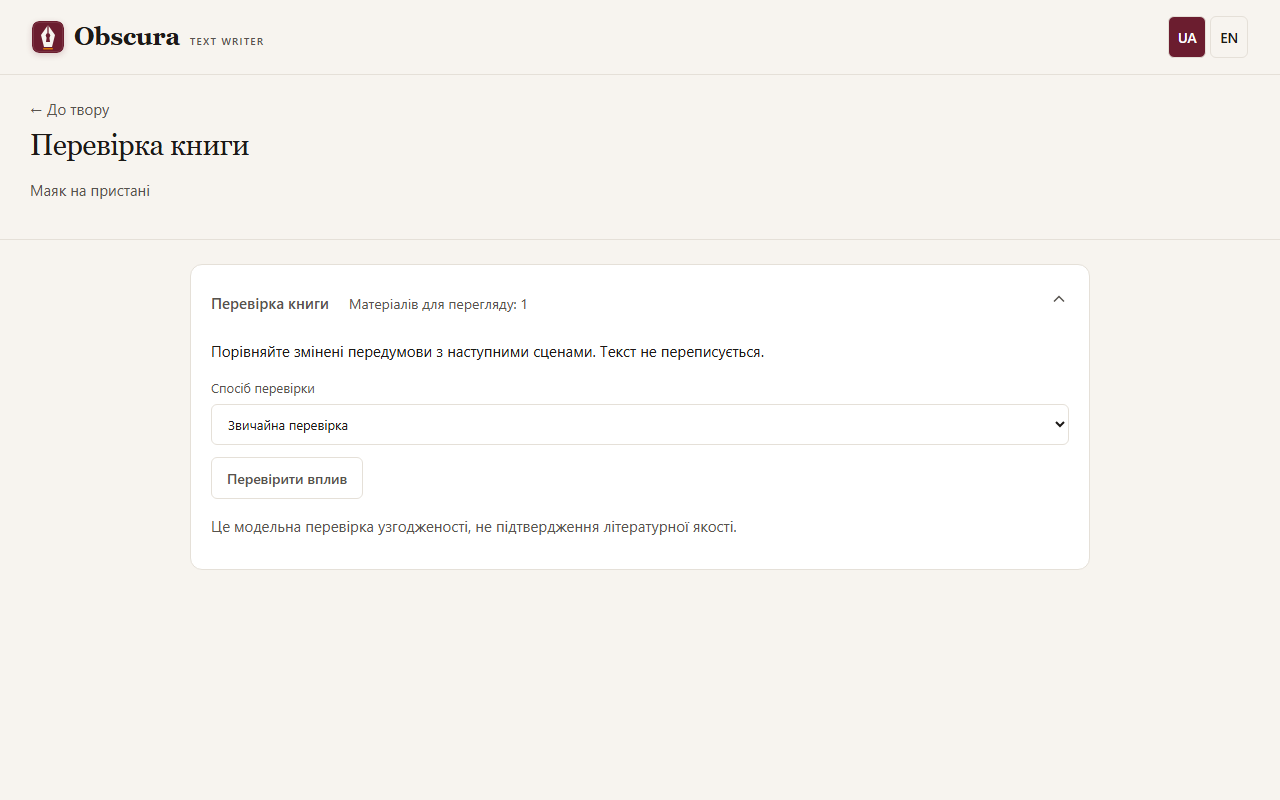 Obscura TEXT WRITER
UA EN
← До твору
Перевірка книги
Маяк на пристані
Перевірка книги Матеріалів для перегляду: 1
Порівняйте змінені передумови з наступними сценами. Текст не переписується.
Спосіб перевірки
Звичайна перевірка
Перевірити вплив
Це модельна перевірка узгодженості, не підтвердження літературної якості.